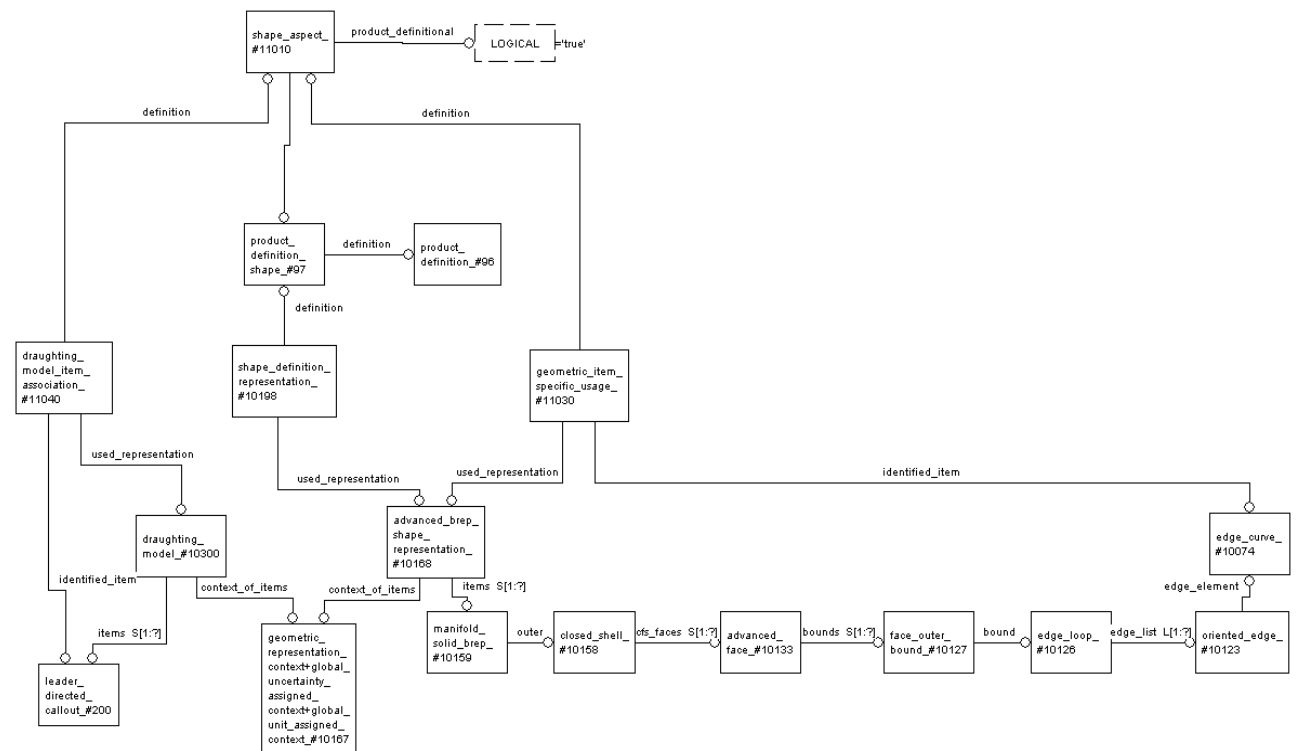 shape_aspect_
#11010
product_definitional
LOGICAL
='true'
definition
definition
product_
definition_
shape_#97
definition
product_
definition_#96
definition
draughting_
model_item_
association_
#11040
shape_definition_
representation_
#10198
geometric_item_
specific_usage_
#11030
used_representation
used_representation
used_representation
identified_item
draughting_
model_#10300
advanced_brep_
shape_
representation_
#10168
edge_curve_
#10074
identified_item
context_of_items
context_of_items
items S[1:?]
edge_element
items S[1:?]
geometric_
representation_
context+global_
uncertainty_
assigned_
context+global_
unit_assigned_
context_#10167
manifold_
solid_brep_
#10159
outer
closed_shell_
#10158
cfs_faces S[1:?]
advanced_
face_#10133
bounds S[1:?]
face_outer_
bound_#10127
bound
edge_loop_
#10126
edge_list L[1:?]
oriented_edge_
#10123
leader_
directed_
callout_#200